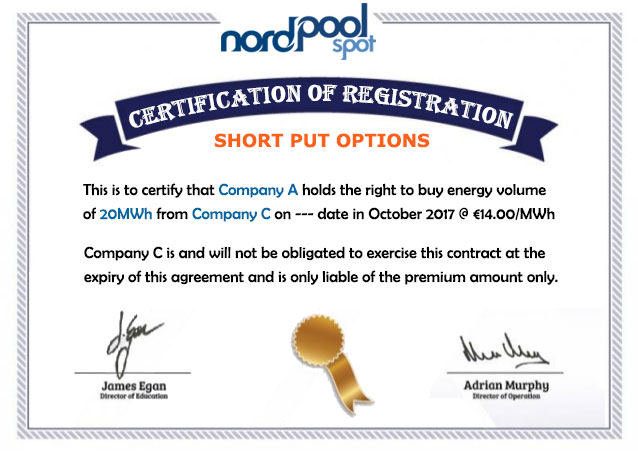 nordpool
spot
CERTIFICATION OF REGISTRATION
SHORT PUT OPTIONS
This is to certify that Company A holds the right to buy energy volume
of 20MWh from Company C on --- date in October 2017 @ €14.00/MWh
Company C is and will not be obligated to exercise this contract at the
expiry of this agreement and is only liable of the premium amount only.
James Egan
Director of Education
Adrian Murphy
Director of Operation